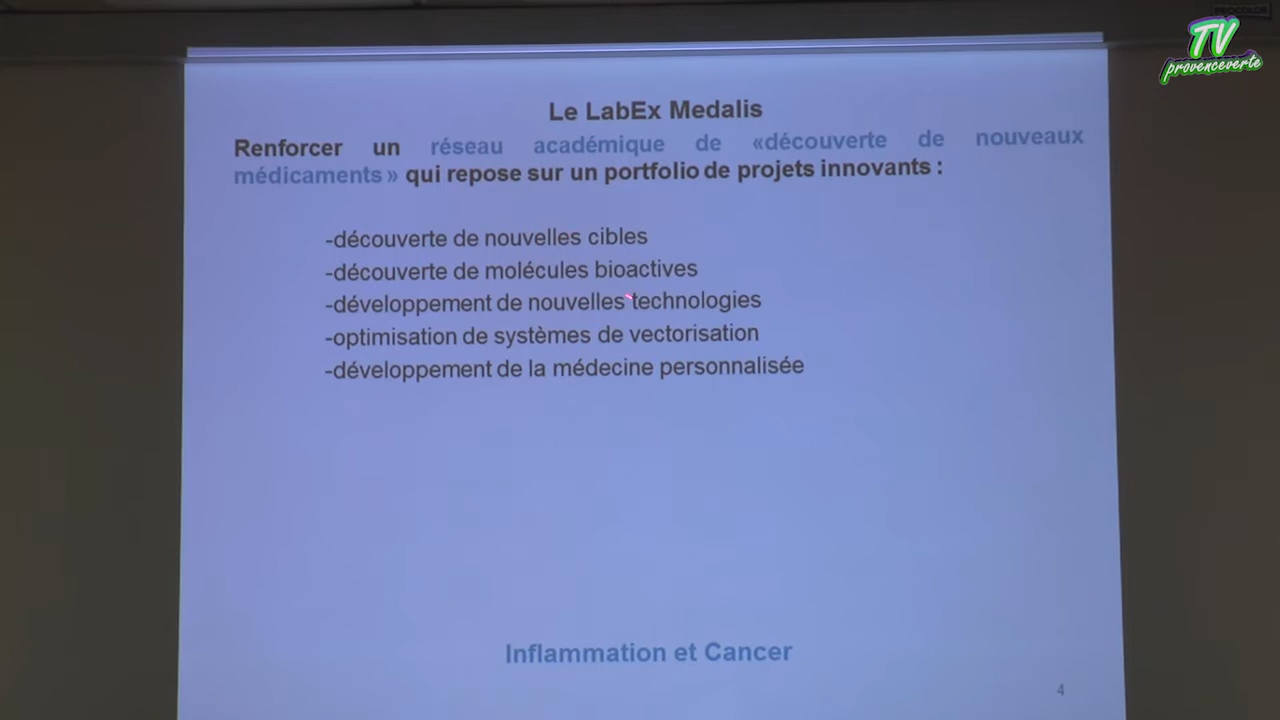 TV
provenceverte
Le LabEx Medalis
Renforcer un réseau académique de «découverte de nouveaux
médicaments» qui repose sur un portfolio de projets innovants :
-découverte de nouvelles cibles
-découverte de molécules bioactives
-développement de nouvelles technologies
-optimisation de systèmes de vectorisation
-développement de la médecine personnalisée
Inflammation et Cancer
4